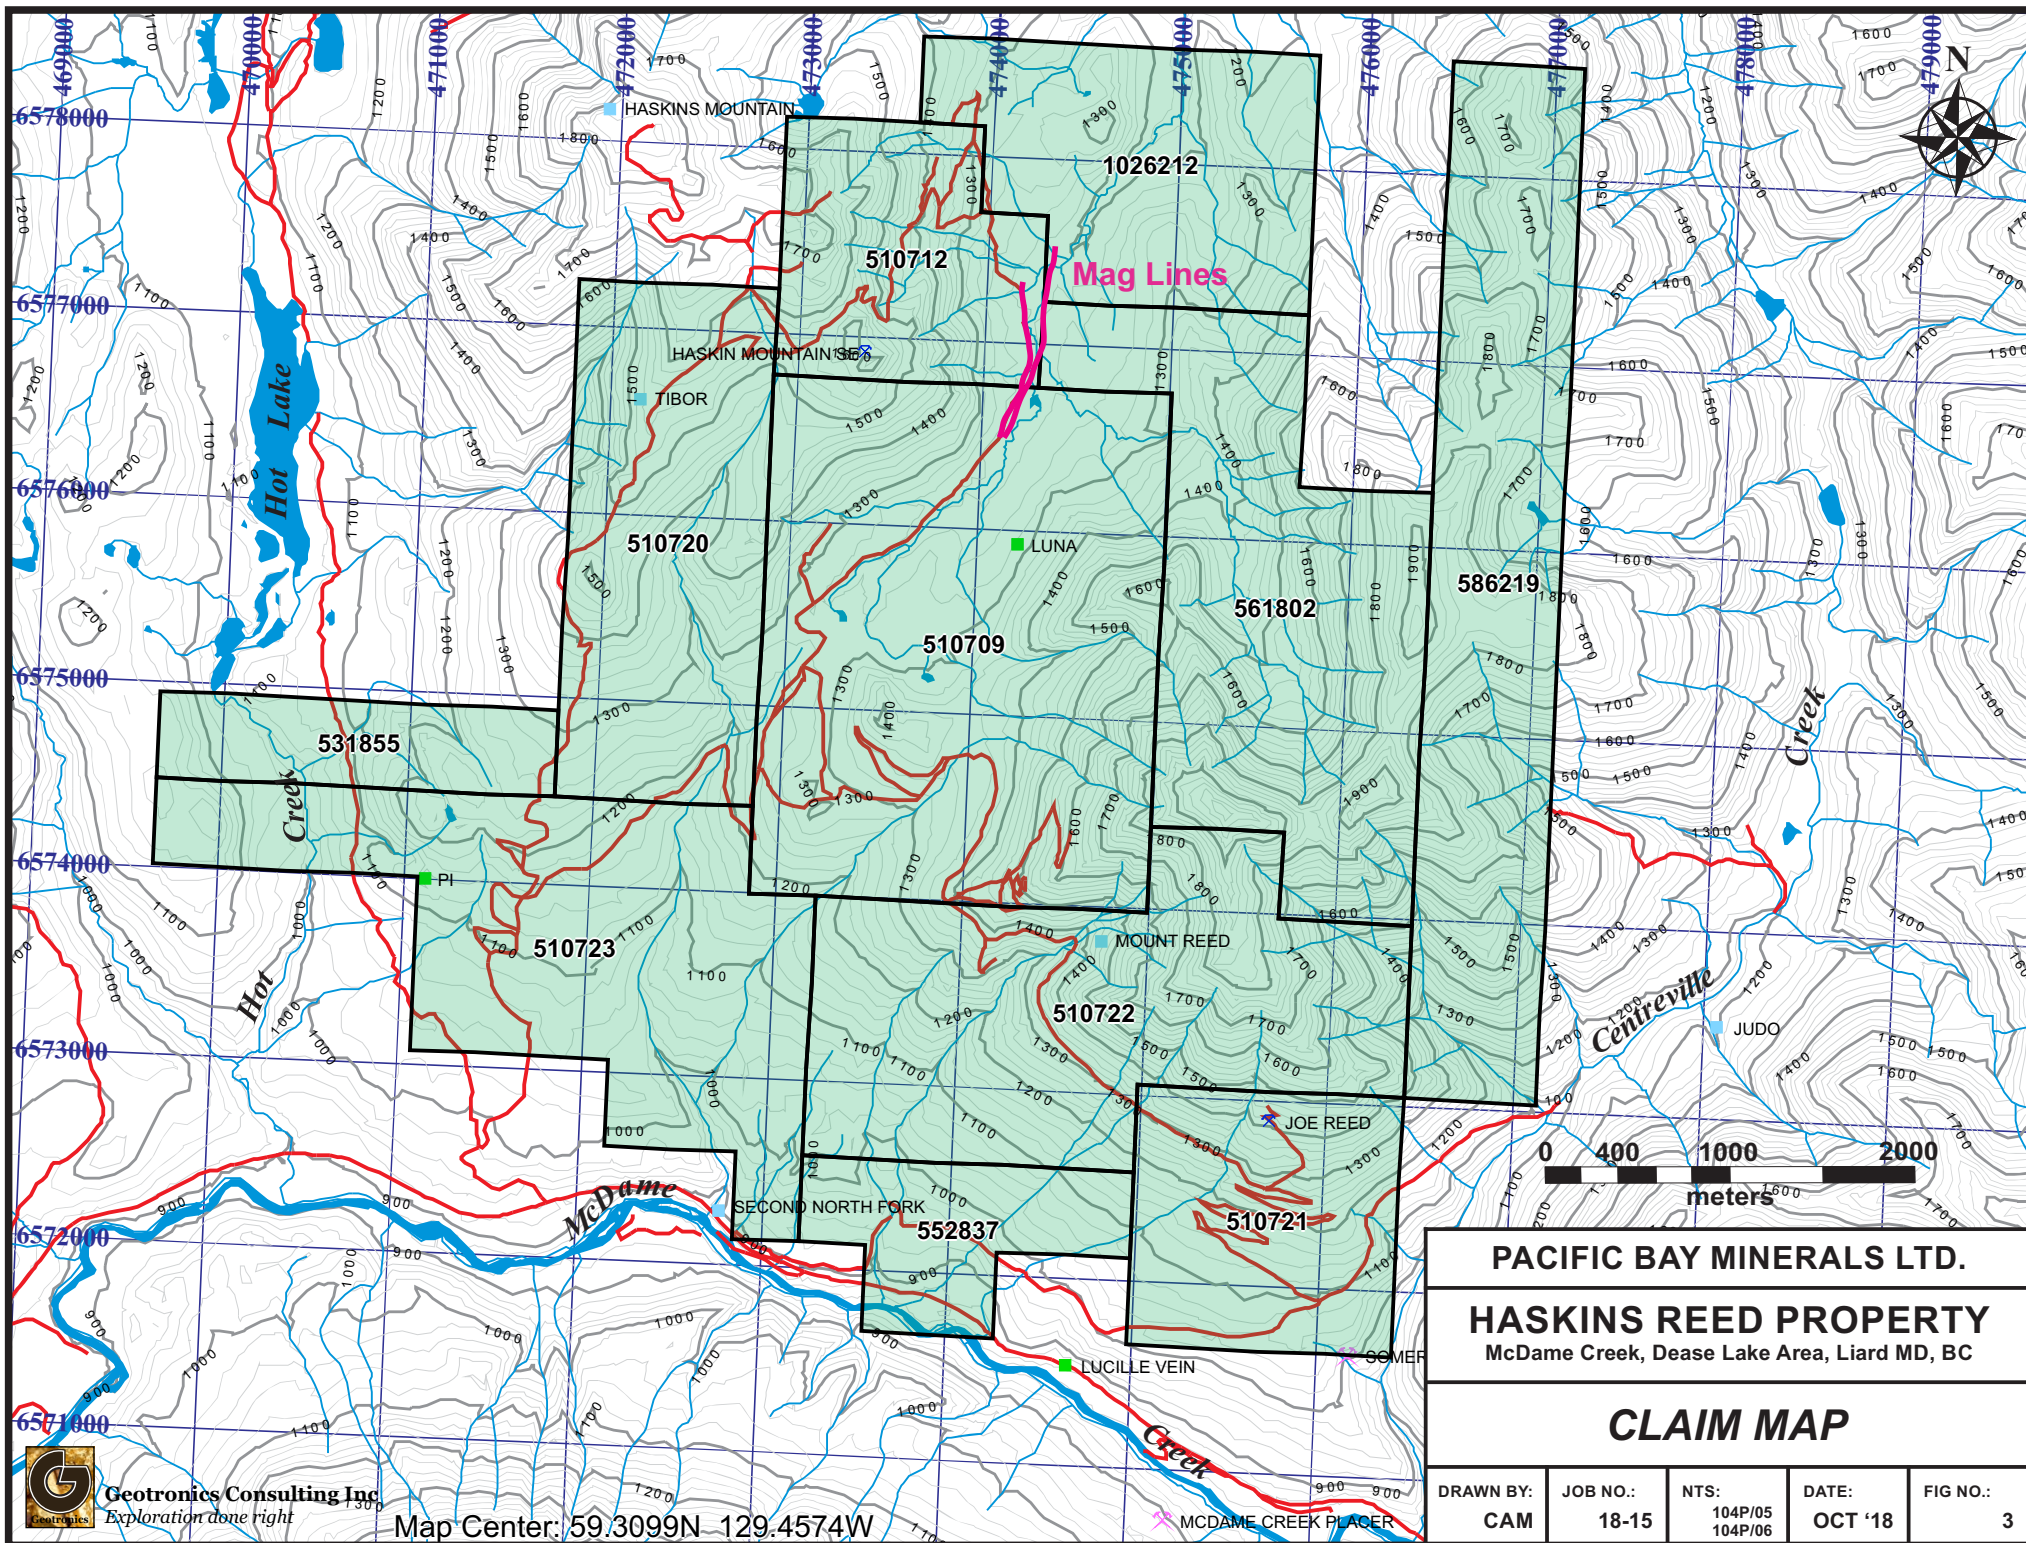 469000
470000
471000
472000
473000
474000
475000
476000
477000
478000
479000
N
6578000
6577000
6576000
6575000
6574000
6573000
6572000
6571000
HASKINS MOUNTAIN
1026212
510712
Mag Lines
HASKIN MOUNTAIN SE
TIBOR
Hot Lake
510720
LUNA
510709
561802
586219
531855
Hot Creek
PI
510723
MOUNT REED
510722
Centreville Creek
JUDO
JOE REED
McDame Creek
SECOND NORTH FORK
552837
510721
LUCILLE VEIN
SOMER
MCDAME CREEK PLACER
0 400 1000 2000
meters
PACIFIC BAY MINERALS LTD.
HASKINS REED PROPERTY
McDame Creek, Dease Lake Area, Liard MD, BC
CLAIM MAP
DRAWN BY:
CAM
JOB NO.:
18-15
NTS:
104P/05
104P/06
DATE:
OCT ‘18
FIG NO.:
3
Geotronics
Geotronics Consulting Inc
Exploration done right
Map Center: 59.3099N 129.4574W